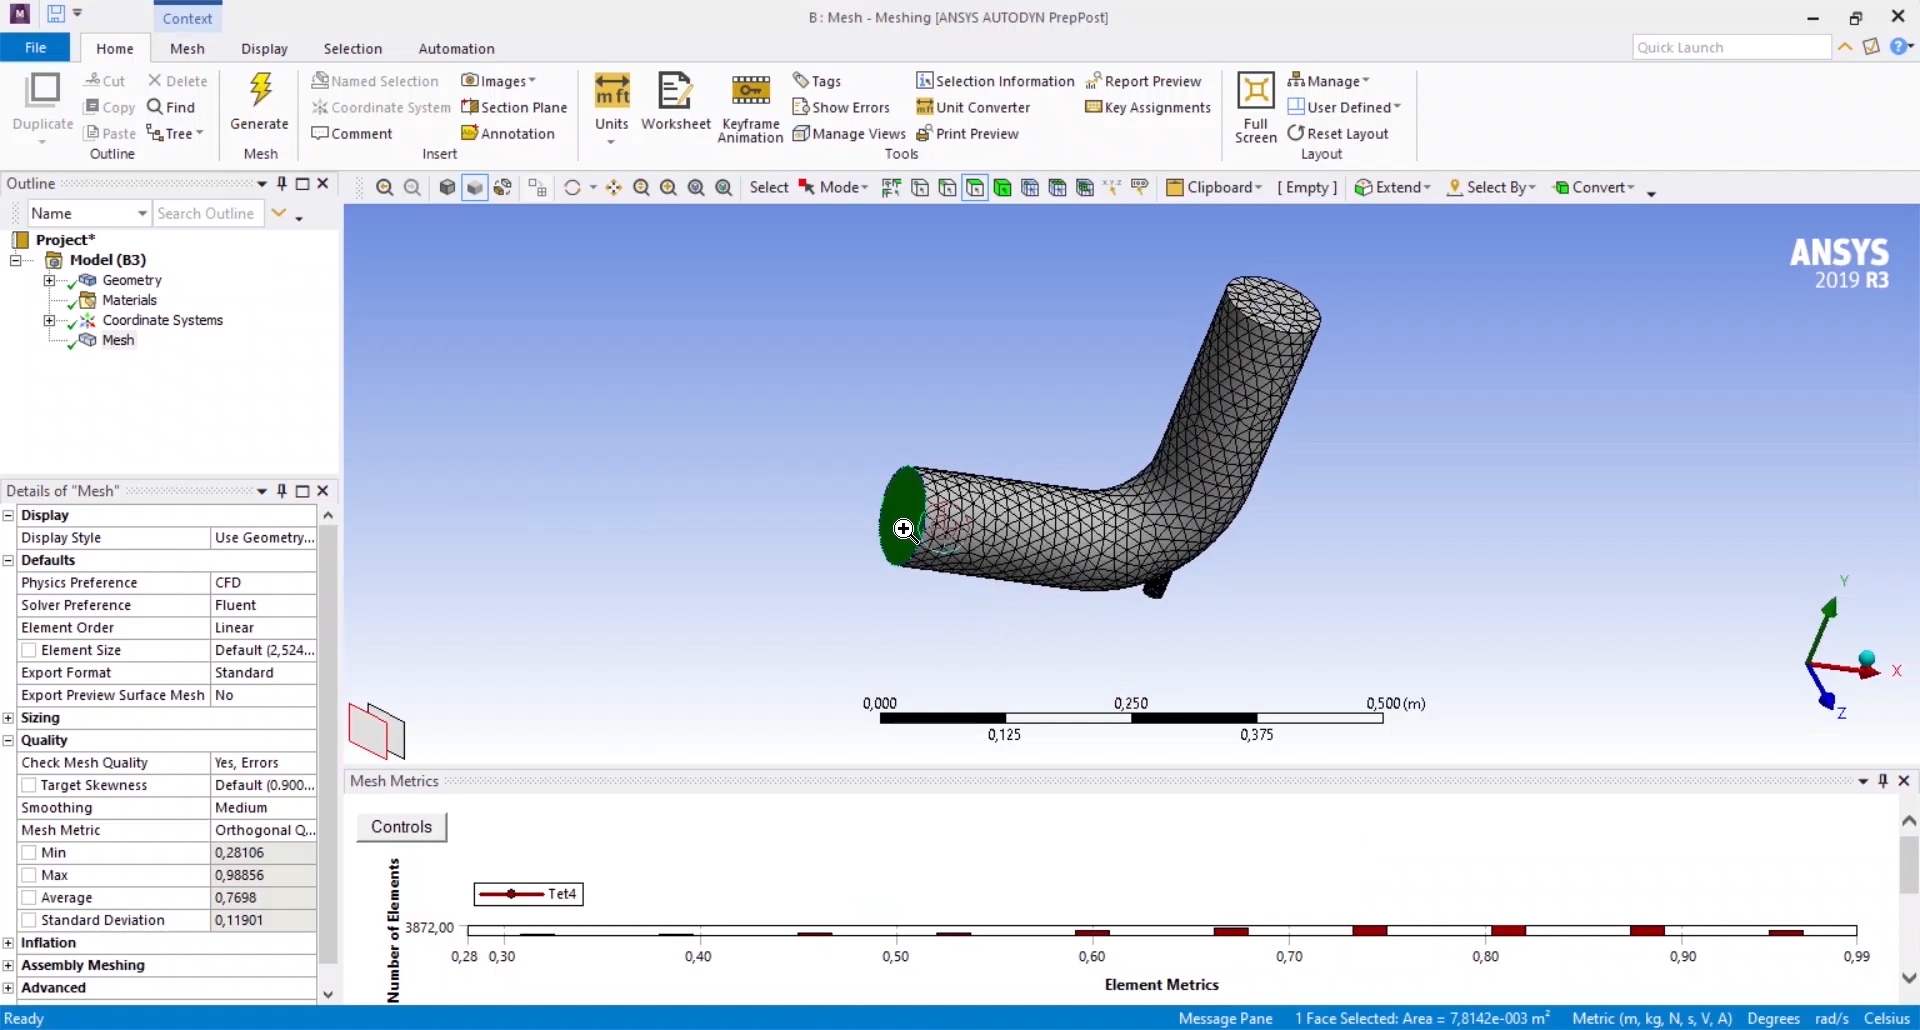 Context
B : Mesh - Meshing [ANSYS AUTODYN PrepPost]
File Home Mesh Display Selection Automation
Quick Launch
Duplicate
Cut
Copy
Paste
Delete
Find
Tree
Outline
Generate
Mesh
Named Selection
Coordinate System
Comment
Images
Section Plane
Annotation
Insert
mft
Units
Worksheet
Keyframe
Animation
Tags
Show Errors
Manage Views
Selection Information
Unit Converter
Print Preview
Report Preview
Key Assignments
Tools
Full
Screen
Manage
User Defined
Reset Layout
Layout
Select Mode Clipboard [ Empty ] Extend Select By Convert
Outline
Name Search Outline
Project*
Model (B3)
Geometry
Materials
Coordinate Systems
Mesh
Details of "Mesh"
Display
Display Style Use Geometry...
Defaults
Physics Preference CFD
Solver Preference Fluent
Element Order Linear
Element Size Default (2,524...
Export Format Standard
Export Preview Surface Mesh No
Sizing
Quality
Check Mesh Quality Yes, Errors
Target Skewness Default (0.900...
Smoothing Medium
Mesh Metric Orthogonal Q...
Min 0,28106
Max 0,98856
Average 0,7698
Standard Deviation 0,11901
Inflation
Assembly Meshing
Advanced
ANSYS
2019 R3
Y
X
Z
0,000 0,250 0,500 (m)
0,125 0,375
Mesh Metrics
Controls
Tet4
Number of Elements
3872,00
0,28 0,30 0,40 0,50 0,60 0,70 0,80 0,90 0,99
Element Metrics
Ready Message Pane 1 Face Selected: Area = 7,8142e-003 m² Metric (m, kg, N, s, V, A) Degrees rad/s Celsius